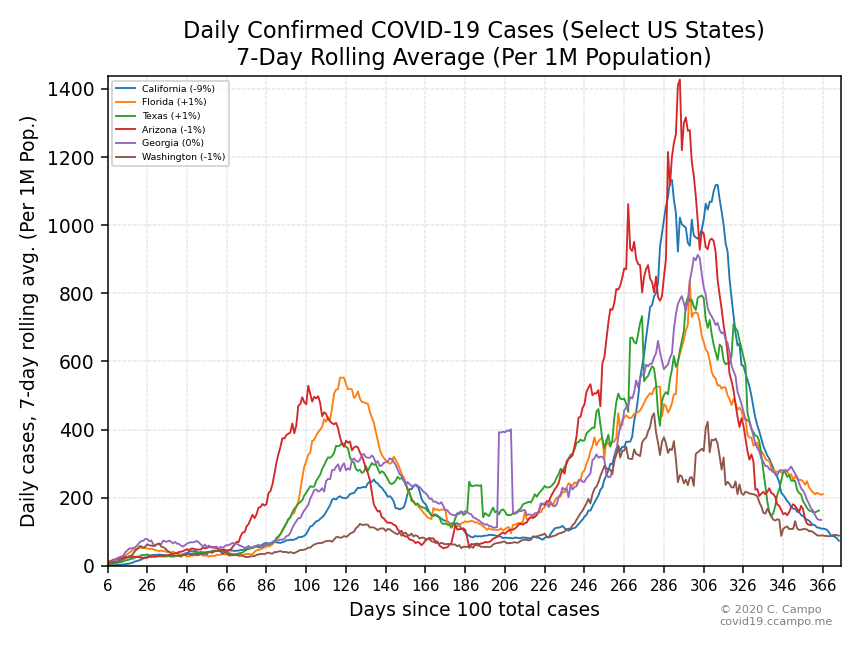 Daily Confirmed COVID-19 Cases (Select US States)
7-Day Rolling Average (Per 1M Population)
Daily cases, 7-day rolling avg. (Per 1M Pop.)
1400
1200
1000
800
600
400
200
0
California (-9%)
Florida (+1%)
Texas (+1%)
Arizona (-1%)
Georgia (0%)
Washington (-1%)
6 26 46 66 86 106 126 146 166 186 206 226 246 266 286 306 326 346 366
Days since 100 total cases
© 2020 C. Campo
covid19.ccampo.me